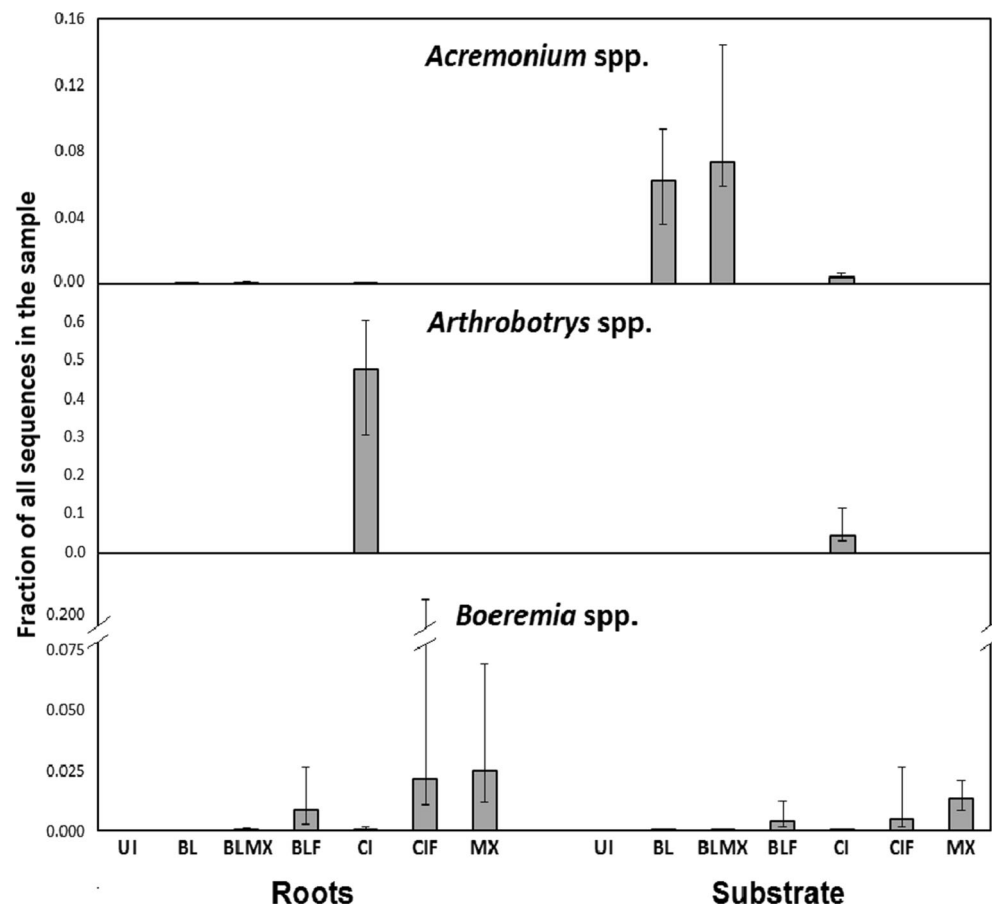 Fraction of all sequences in the sample
0.16
Acremonium spp.
0.12
0.08
0.04
0.00
Arthrobotrys spp.
0.6
0.5
0.4
0.3
0.2
0.1
0.0
0.200
Boeremia spp.
0.075
0.050
0.025
0.000
UI BL BLMX BLF CI CIF MX UI BL BLMX BLF CI CIF MX
Roots Substrate